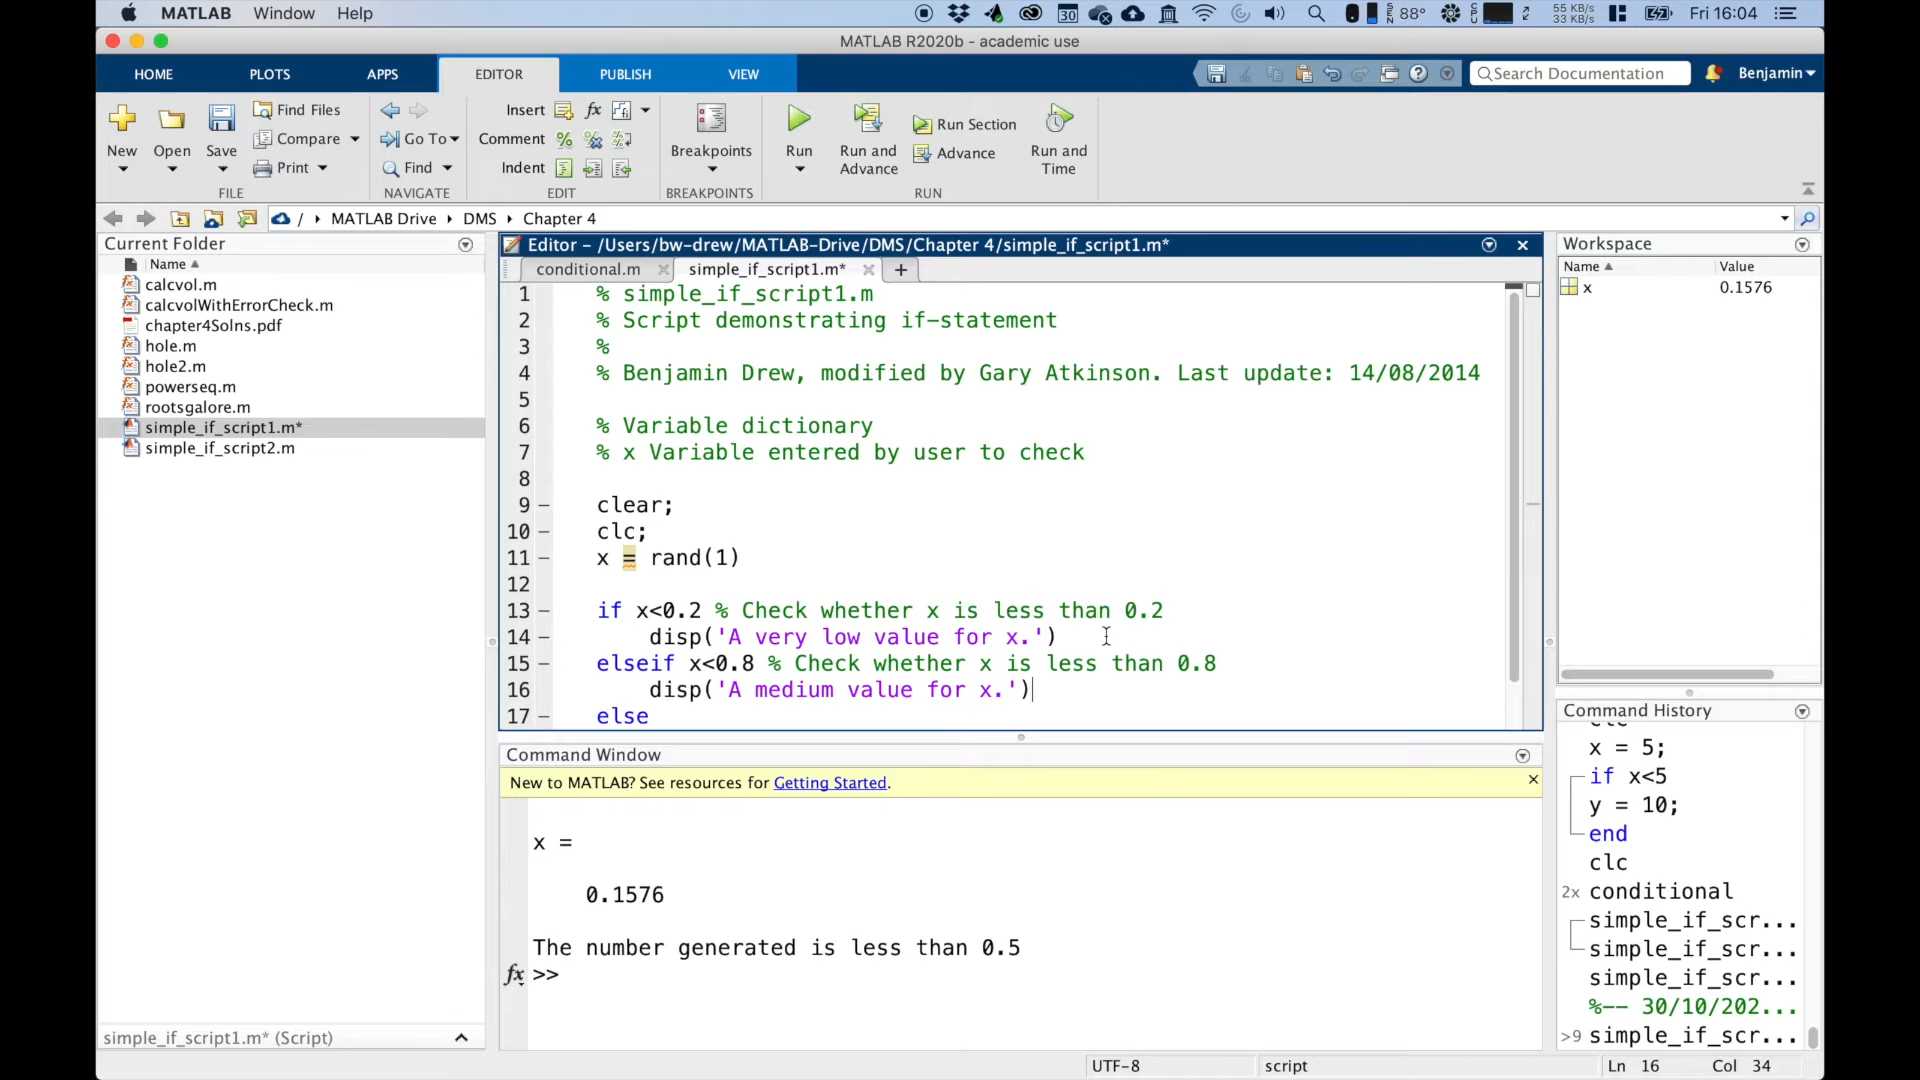 MATLAB Window Help
30
SEN 88°
CPU
55 KB/s
33 KB/s
Fri 16:04
MATLAB R2020b - academic use
HOME PLOTS APPS EDITOR PUBLISH VIEW
Search Documentation
Benjamin
New Open Save
Find Files
Compare
Print
FILE
Go To
Find
NAVIGATE
Insert fx
Comment
Indent
EDIT
Breakpoints
BREAKPOINTS
Run
Run and Advance
Run Section
Advance
Run and Time
RUN
/ MATLAB Drive DMS Chapter 4
Current Folder
Name
calcvol.m
calcvolWithErrorCheck.m
chapter4Solns.pdf
hole.m
hole2.m
powerseq.m
rootsgalore.m
simple_if_script1.m*
simple_if_script2.m
simple_if_script1.m* (Script)
Editor – /Users/bw-drew/MATLAB-Drive/DMS/Chapter 4/simple_if_script1.m*
conditional.m simple_if_script1.m* +
1 % simple_if_script1.m
2 % Script demonstrating if-statement
3 %
4 % Benjamin Drew, modified by Gary Atkinson. Last update: 14/08/2014
5
6 % Variable dictionary
7 % x Variable entered by user to check
8
9 – clear;
10 – clc;
11 – x = rand(1)
12
13 – if x<0.2 % Check whether x is less than 0.2
14 – disp('A very low value for x.')
15 – elseif x<0.8 % Check whether x is less than 0.8
16 disp('A medium value for x.')
17 – else
Command Window
New to MATLAB? See resources for Getting Started.
x =
0.1576
The number generated is less than 0.5
fx >>
Workspace
Name Value
x 0.1576
Command History
clc
x = 5;
if x<5
y = 10;
end
clc
2x conditional
simple_if_scr...
simple_if_scr...
simple_if_scr...
%-- 30/10/202...
>9 simple_if_scr...
UTF-8 script Ln 16 Col 34